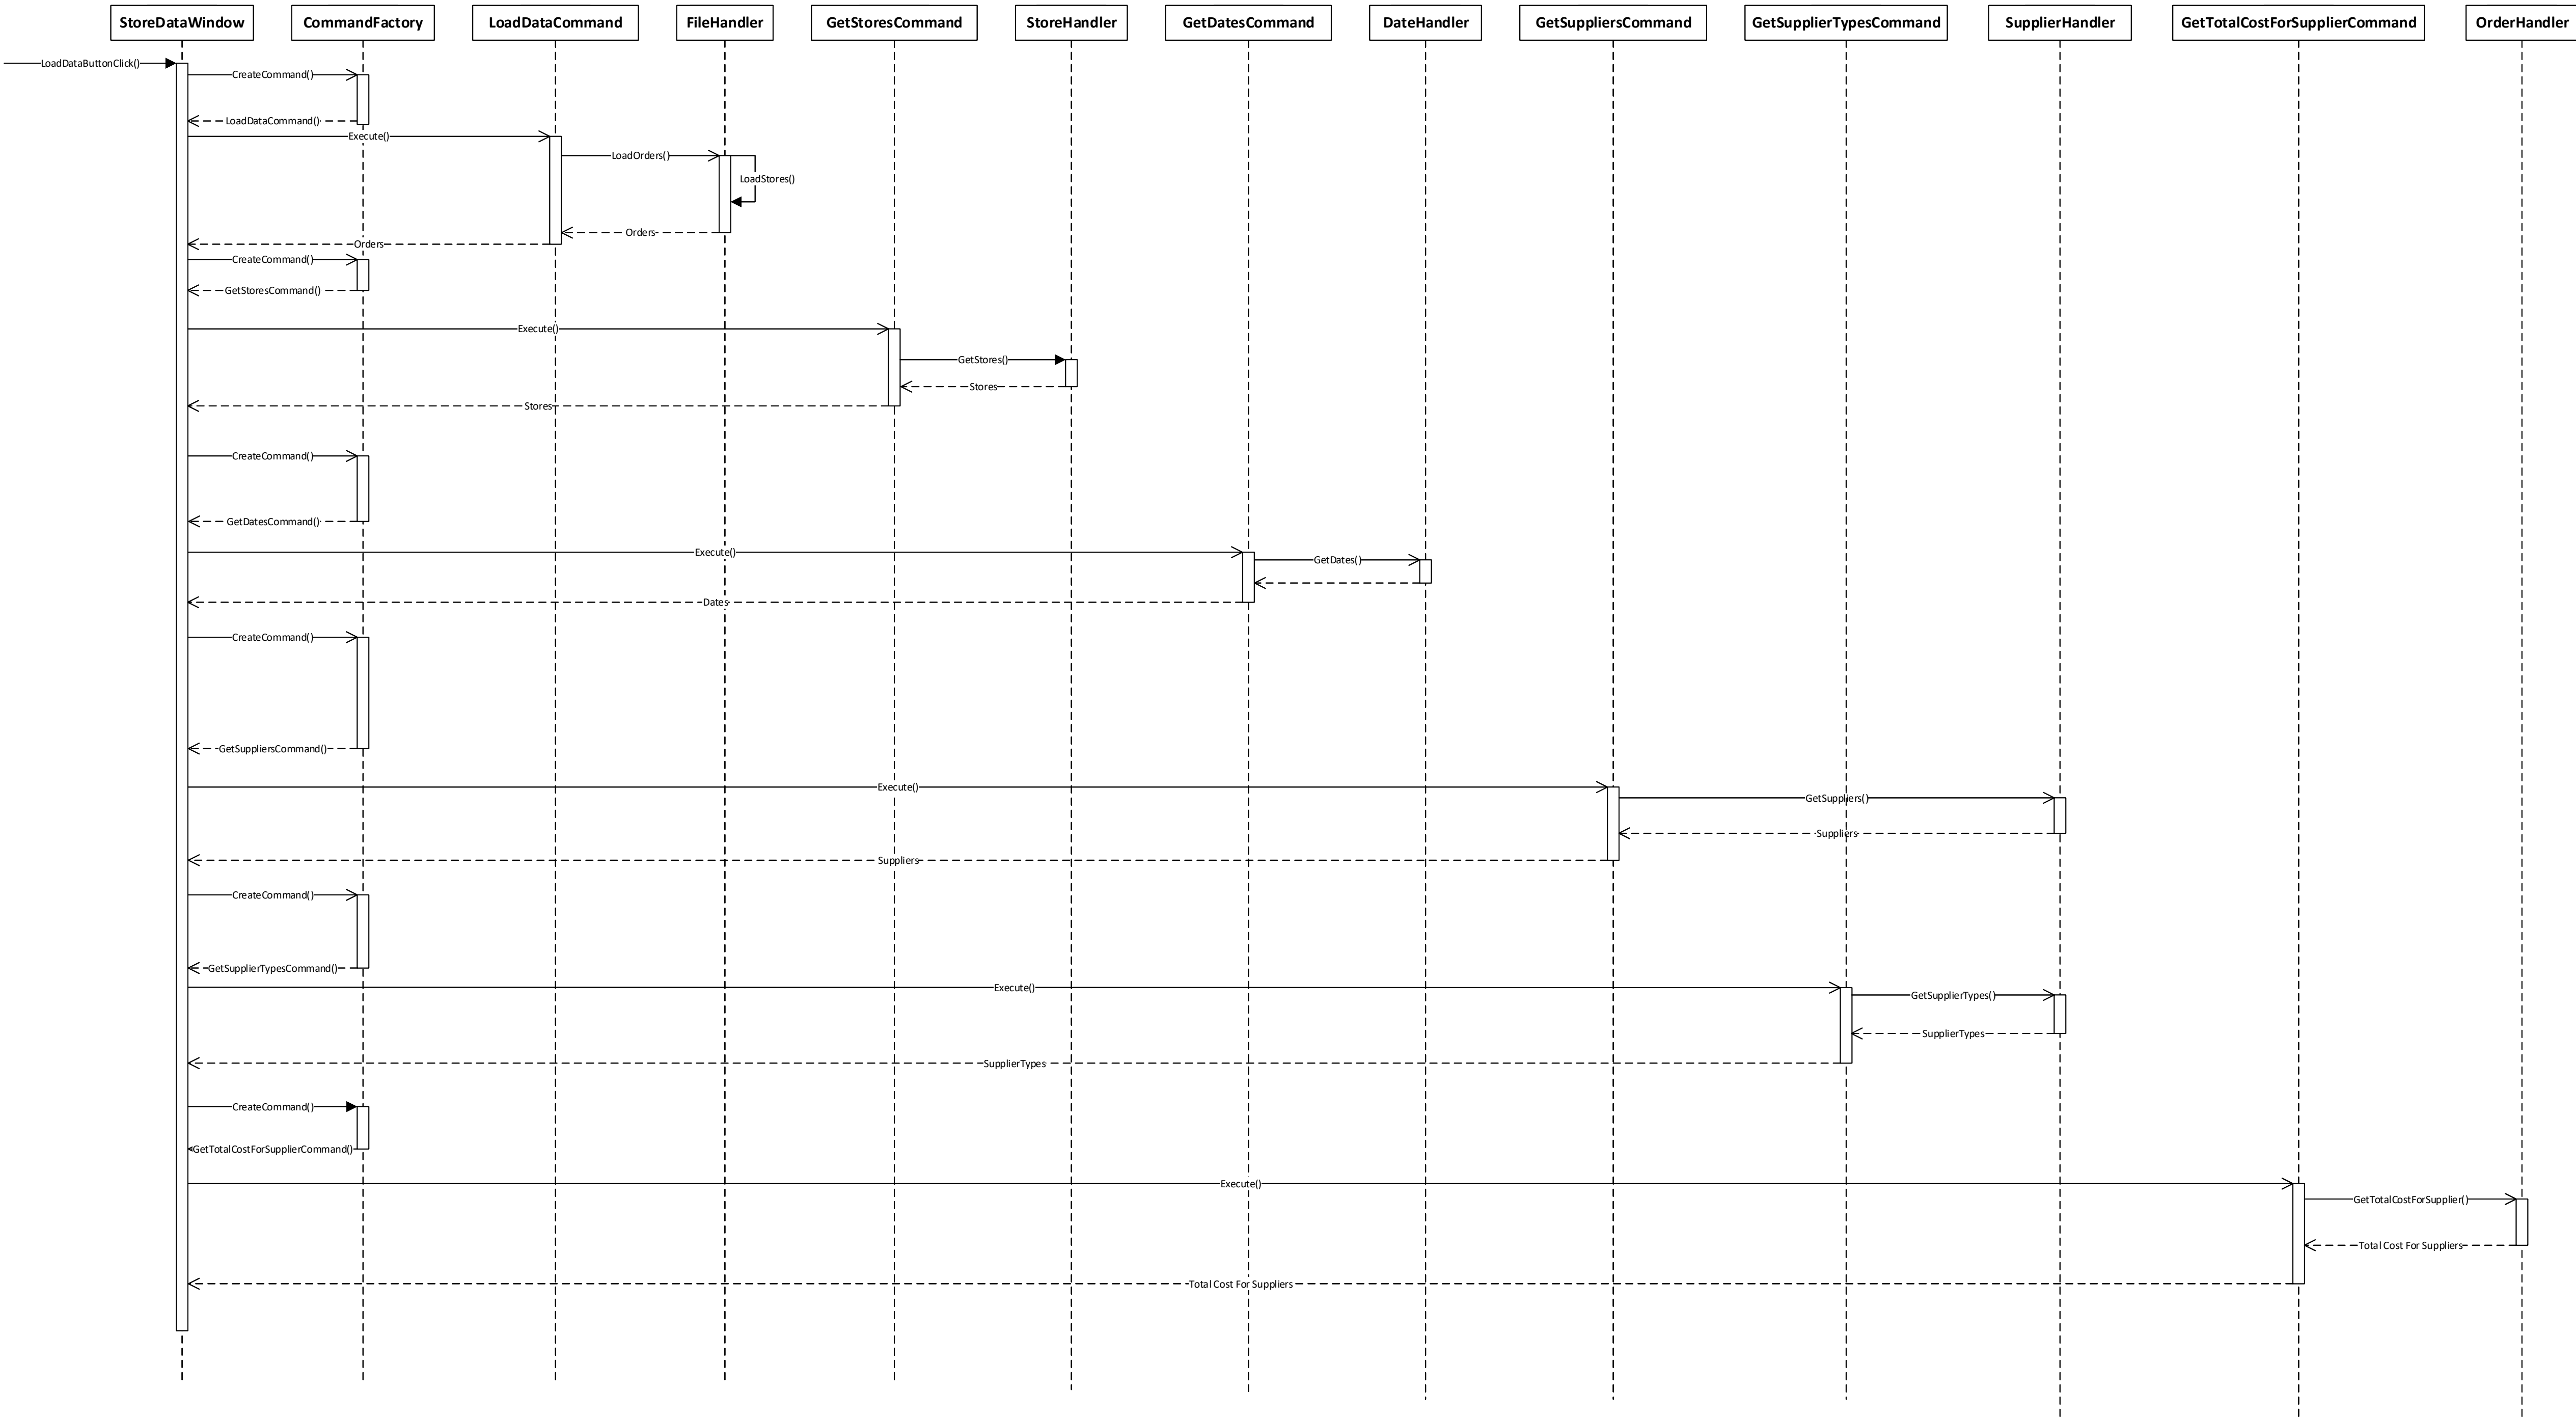 StoreDataWindow
CommandFactory
LoadDataCommand
FileHandler
GetStoresCommand
StoreHandler
GetDatesCommand
DateHandler
GetSuppliersCommand
GetSupplierTypesCommand
SupplierHandler
GetTotalCostForSupplierCommand
OrderHandler
LoadDataButtonClick()
CreateCommand()
LoadDataCommand()
Execute()
LoadOrders()
LoadStores()
Orders
Orders
CreateCommand()
GetStoresCommand()
Execute()
GetStores()
Stores
Stores
CreateCommand()
GetDatesCommand()
Execute()
GetDates()
Dates
CreateCommand()
GetSuppliersCommand()
Execute()
GetSuppliers()
Suppliers
Suppliers
CreateCommand()
GetSupplierTypesCommand()
Execute()
GetSupplierTypes()
SupplierTypes
SupplierTypes
CreateCommand()
GetTotalCostForSupplierCommand()
Execute()
GetTotalCostForSupplier()
Total Cost For Suppliers
Total Cost For Suppliers